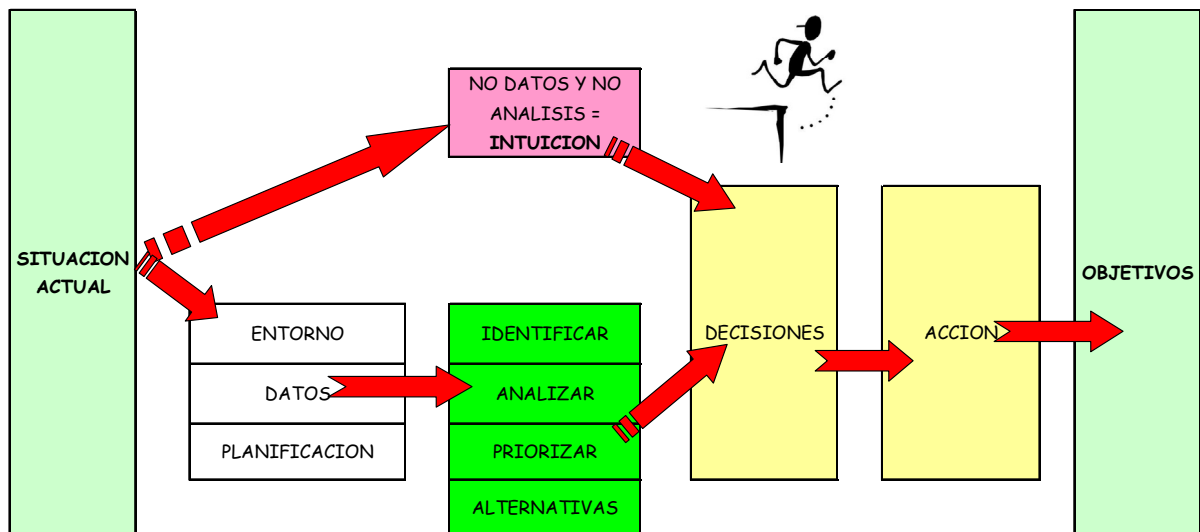 NO DATOS Y NO
ANALISIS =
INTUICION
SITUACION
ACTUAL
OBJETIVOS
ENTORNO
DATOS
PLANIFICACION
IDENTIFICAR
ANALIZAR
PRIORIZAR
ALTERNATIVAS
DECISIONES
ACCION